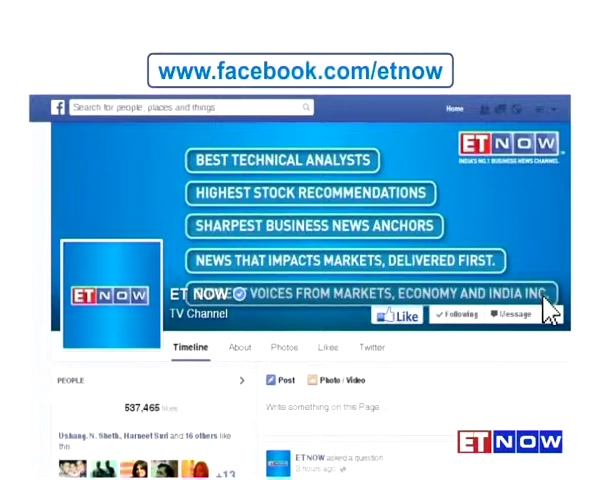 www.facebook.com/etnow
f Search for people, places and things
Home
ET NOW
INDIA'S NO.1 BUSINESS NEWS CHANNEL.
BEST TECHNICAL ANALYSTS
HIGHEST STOCK RECOMMENDATIONS
SHARPEST BUSINESS NEWS ANCHORS
NEWS THAT IMPACTS MARKETS, DELIVERED FIRST.
VOICES FROM MARKETS, ECONOMY AND INDIA INC.
ET NOW
ET NOW
TV Channel
Like
Following
Message
Timeline About Photos Likes Twitter
PEOPLE
537,465 likes
Ushang. N. Sheth, Harneet Suri and 16 others like
this
+13
Post Photo / Video
Write something on this Page
ET NOW
ETNOW asked a question
3 hours ago